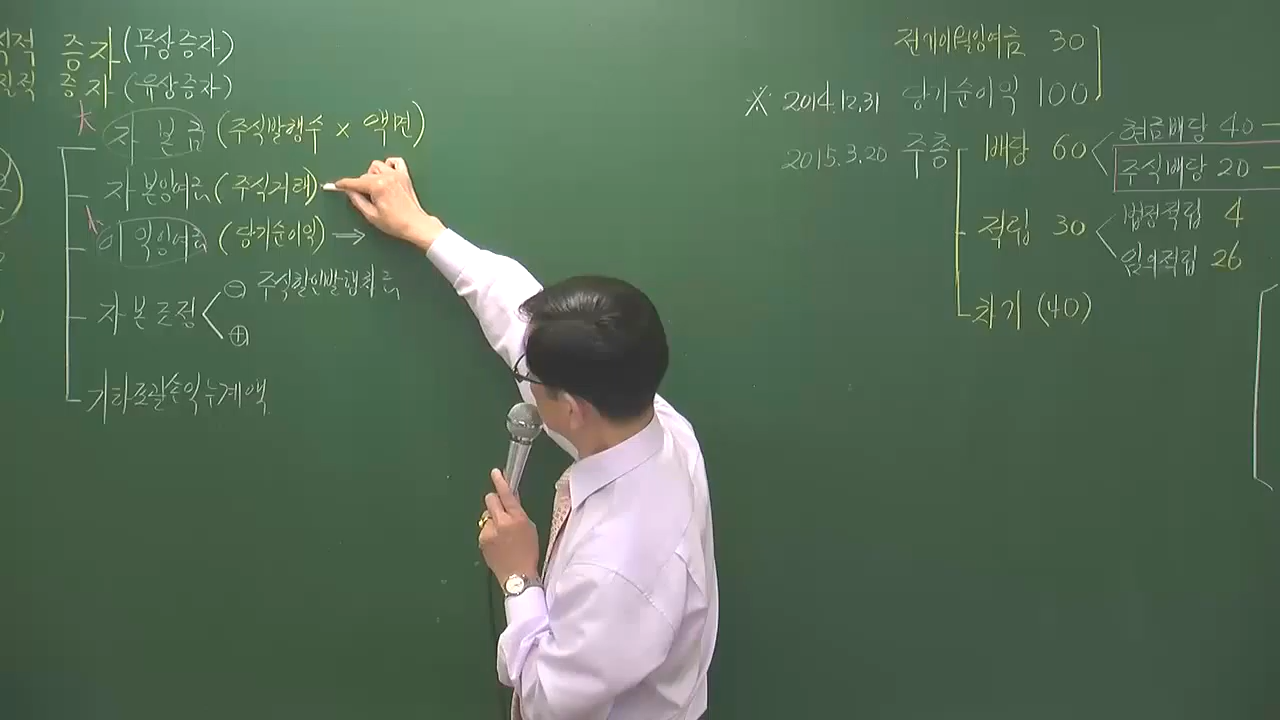 증자(무상증자)
증자(유상증자)
자본금 (주식발행수 x 액면)
자본잉여금 (주식거래)
이익잉여금 (당기순이익) →
자본조정 ⊖ 주식할인발행차금
⊕
기타포괄손익누계액
전기이월잉여금 30
※ 2014.12.31 당기순이익 100
2015.3.20 주총 배당 60
현금배당 40
주식배당 20
적립 30
법정적립 4
임의적립 26
차기 (40)